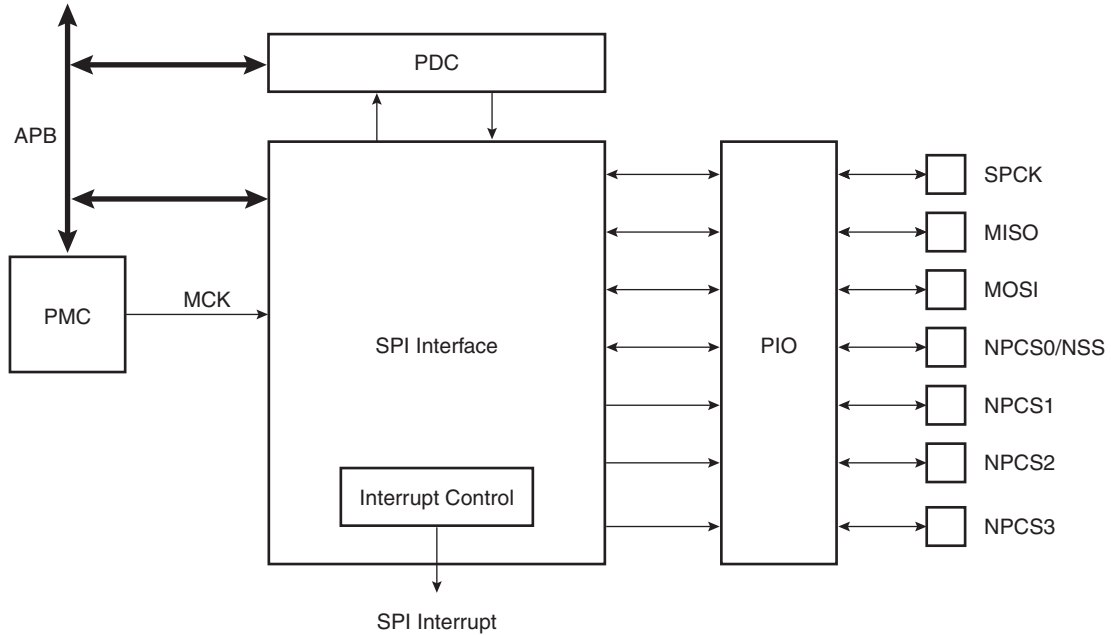 PDC
APB
SPCK
MISO
MCK
MOSI
PMC
SPI Interface
PIO
NPCS0/NSS
NPCS1
NPCS2
Interrupt Control
NPCS3
SPI Interrupt